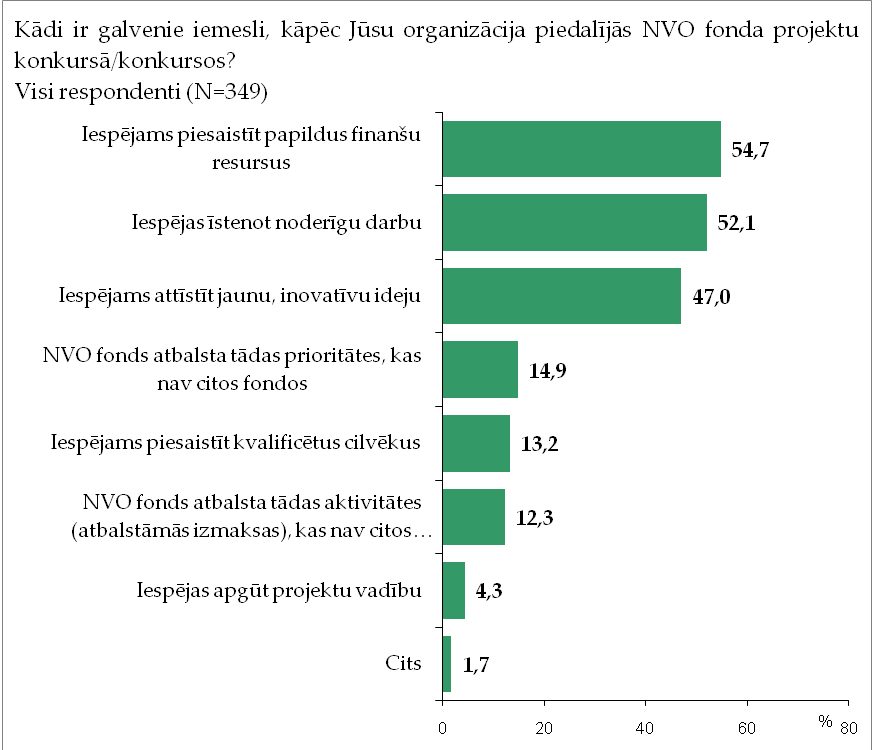 Kādi ir galvenie iemesli, kāpēc Jūsu organizācija piedalījās NVO fonda projektu
konkursā/konkursos?
Visi respondenti (N=349)
Iespējams piesaistīt papildus finanšu
resursus
54,7
Iespējas īstenot noderīgu darbu
52,1
Iespējams attīstīt jaunu, inovatīvu ideju
47,0
NVO fonds atbalsta tādas prioritātes, kas
nav citos fondos
14,9
Iespējams piesaistīt kvalificētus cilvēkus
13,2
NVO fonds atbalsta tādas aktivitātes
(atbalstāmās izmaksas), kas nav citos…
12,3
Iespējas apgūt projektu vadību
4,3
Cits
1,7
0 20 40 60 % 80